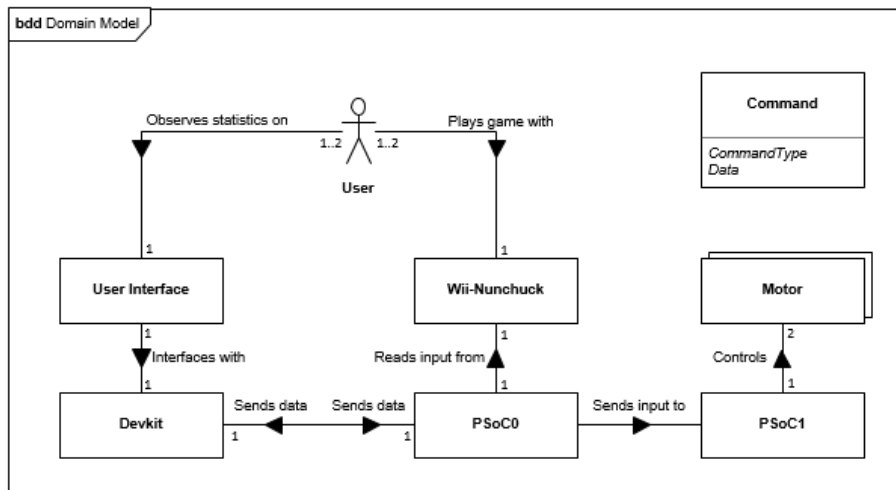 bdd Domain Model
Observes statistics on
Plays game with
1..2
1..2
User
Command
CommandType
Data
1
1
User Interface
Wii-Nunchuck
Motor
1
1
2
Interfaces with
Reads input from
Controls
1
1
1
Devkit
Sends data
Sends data
PSoC0
Sends input to
PSoC1
1
1